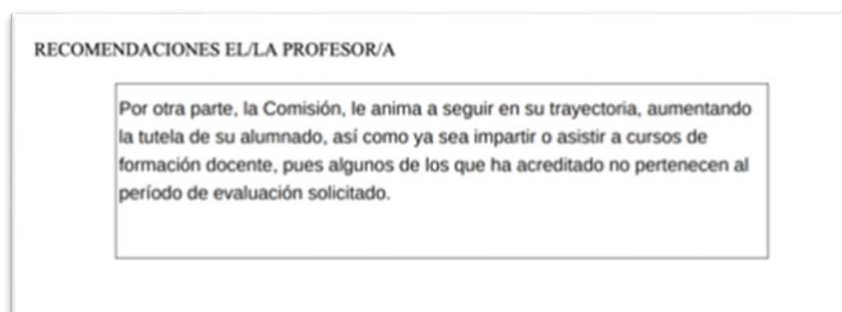 RECOMENDACIONES EL/LA PROFESOR/A
Por otra parte, la Comisión, le anima a seguir en su trayectoria, aumentando
la tutela de su alumnado, así como ya sea impartir o asistir a cursos de
formación docente, pues algunos de los que ha acreditado no pertenecen al
período de evaluación solicitado.